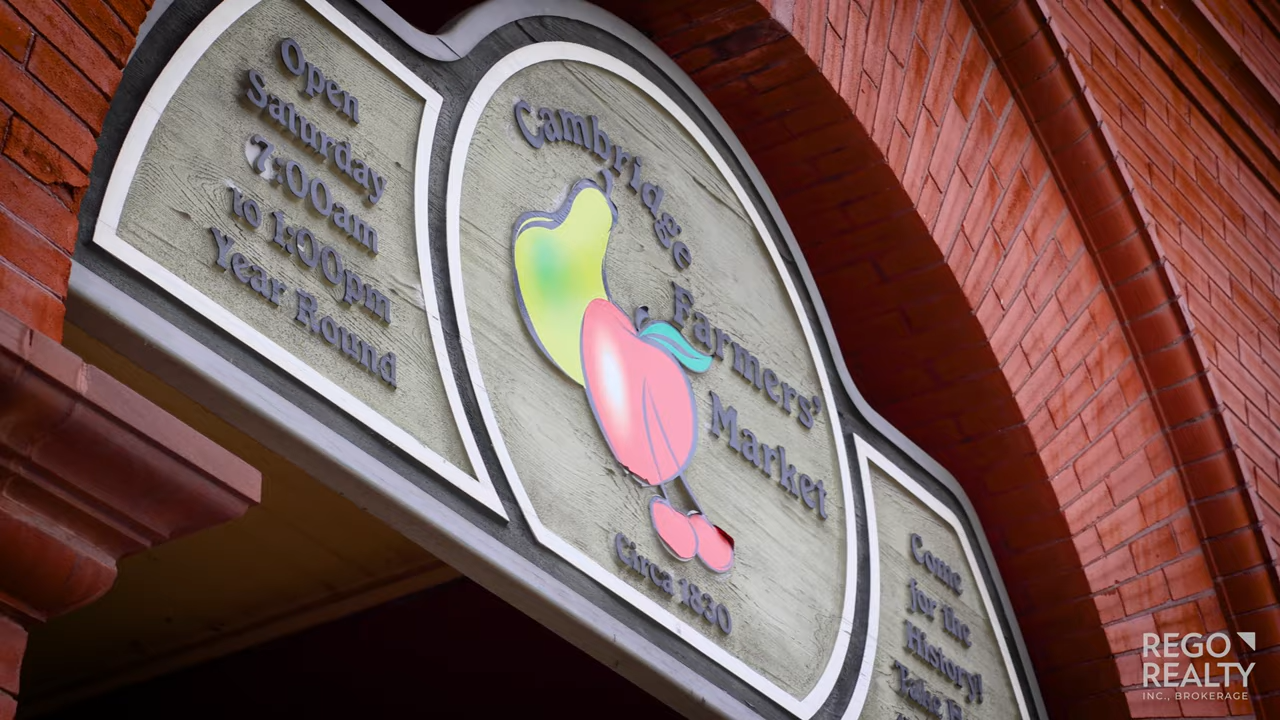 Open
Saturday
7:00am
to 1:00pm
Year Round
Cambridge
Farmers'
Market
Circa 1830
Come
for the
History!
Take
REGO
REALTY
INC., BROKERAGE